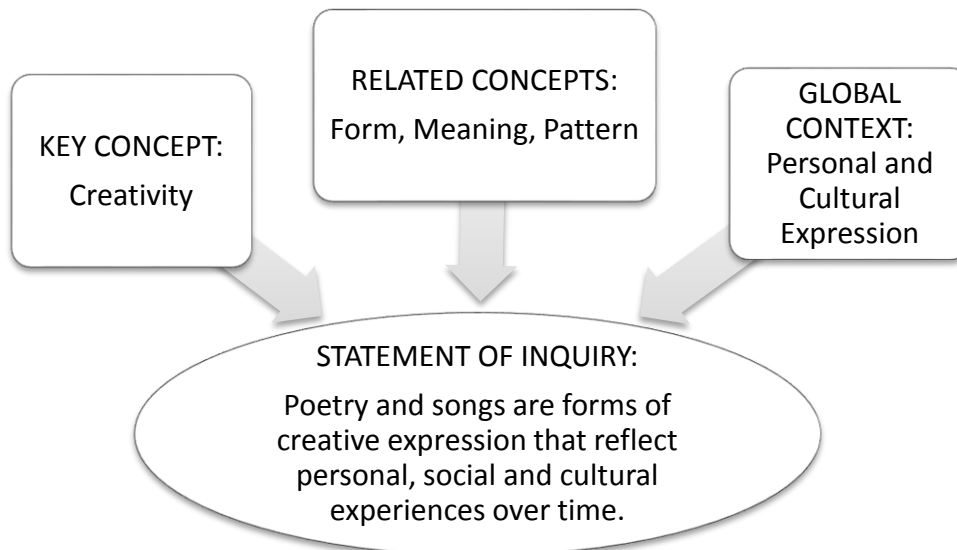 KEY CONCEPT:
Creativity
RELATED CONCEPTS:
Form, Meaning, Pattern
GLOBAL
CONTEXT:
Personal and
Cultural
Expression
STATEMENT OF INQUIRY:
Poetry and songs are forms of
creative expression that reflect
personal, social and cultural
experiences over time.